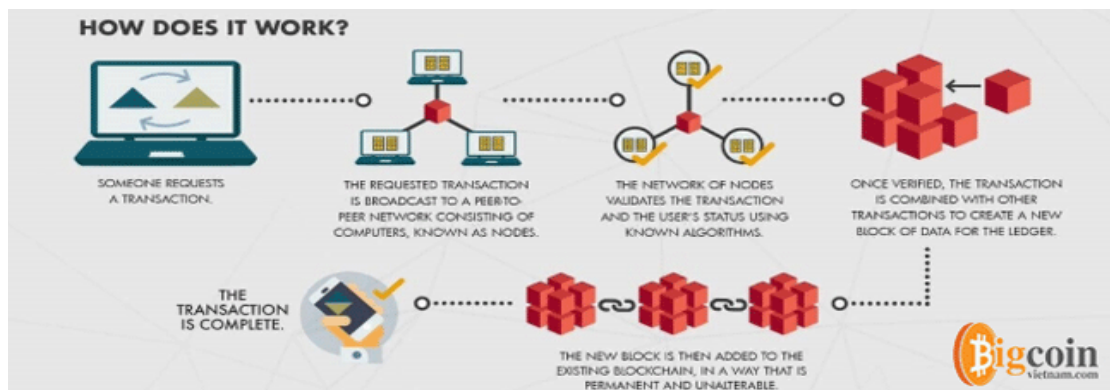 HOW DOES IT WORK?
SOMEONE REQUESTS
A TRANSACTION.
THE REQUESTED TRANSACTION
IS BROADCAST TO A PEER-TO-
PEER NETWORK CONSISTING OF
COMPUTERS, KNOWN AS NODES.
THE NETWORK OF NODES
VALIDATES THE TRANSACTION
AND THE USER'S STATUS USING
KNOWN ALGORITHMS.
ONCE VERIFIED, THE TRANSACTION
IS COMBINED WITH OTHER
TRANSACTIONS TO CREATE A NEW
BLOCK OF DATA FOR THE LEDGER.
THE NEW BLOCK IS THEN ADDED TO THE
EXISTING BLOCKCHAIN, IN A WAY THAT IS
PERMANENT AND UNALTERABLE.
THE
TRANSACTION
IS COMPLETE.
Bigcoin
vietnam.com